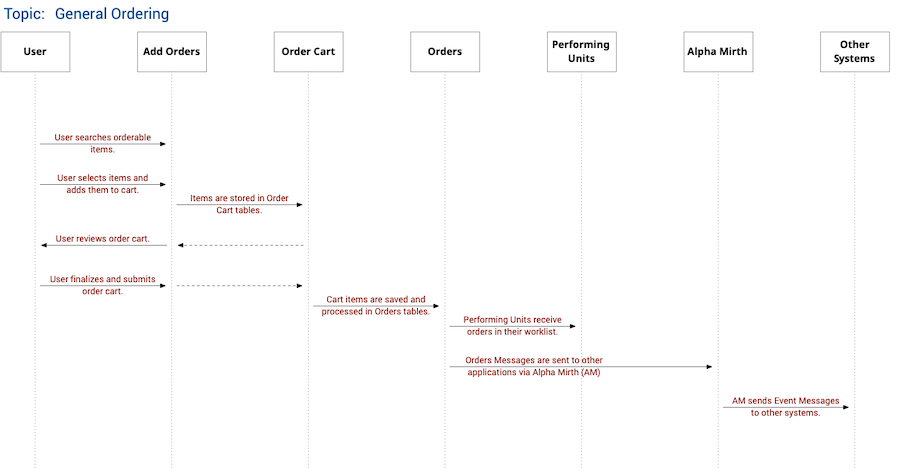 Topic: General Ordering
User
Add Orders
Order Cart
Orders
Performing
Units
Alpha Mirth
Other
Systems
User searches orderable
items.
User selects items and
adds them to cart.
Items are stored in Order
Cart tables.
User reviews order cart.
User finalizes and submits
order cart.
Cart items are saved and
processed in Orders tables.
Performing Units receive
orders in their worklist.
Orders Messages are sent to other
applications via Alpha Mirth (AM)
AM sends Event Messages
to other systems.